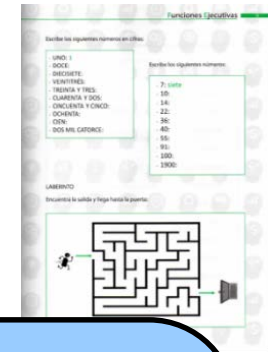 Funciones Ejecutivas
Escribe los siguientes números en cifras:
- UNO: 1
- DOCE:
- DIECISIETE:
- VEINTITRÉS:
- TREINTA Y TRES:
- CUARENTA Y DOS:
- CINCUENTA Y CINCO:
- OCHENTA:
- CIEN:
- DOS MIL CATORCE:
Escribe los siguientes números:
- 7: siete
- 10:
- 14:
- 22:
- 36:
- 40:
- 55:
- 91:
- 100:
- 1900:
LABERINTO
Encuentra la salida y llega hasta la puerta: